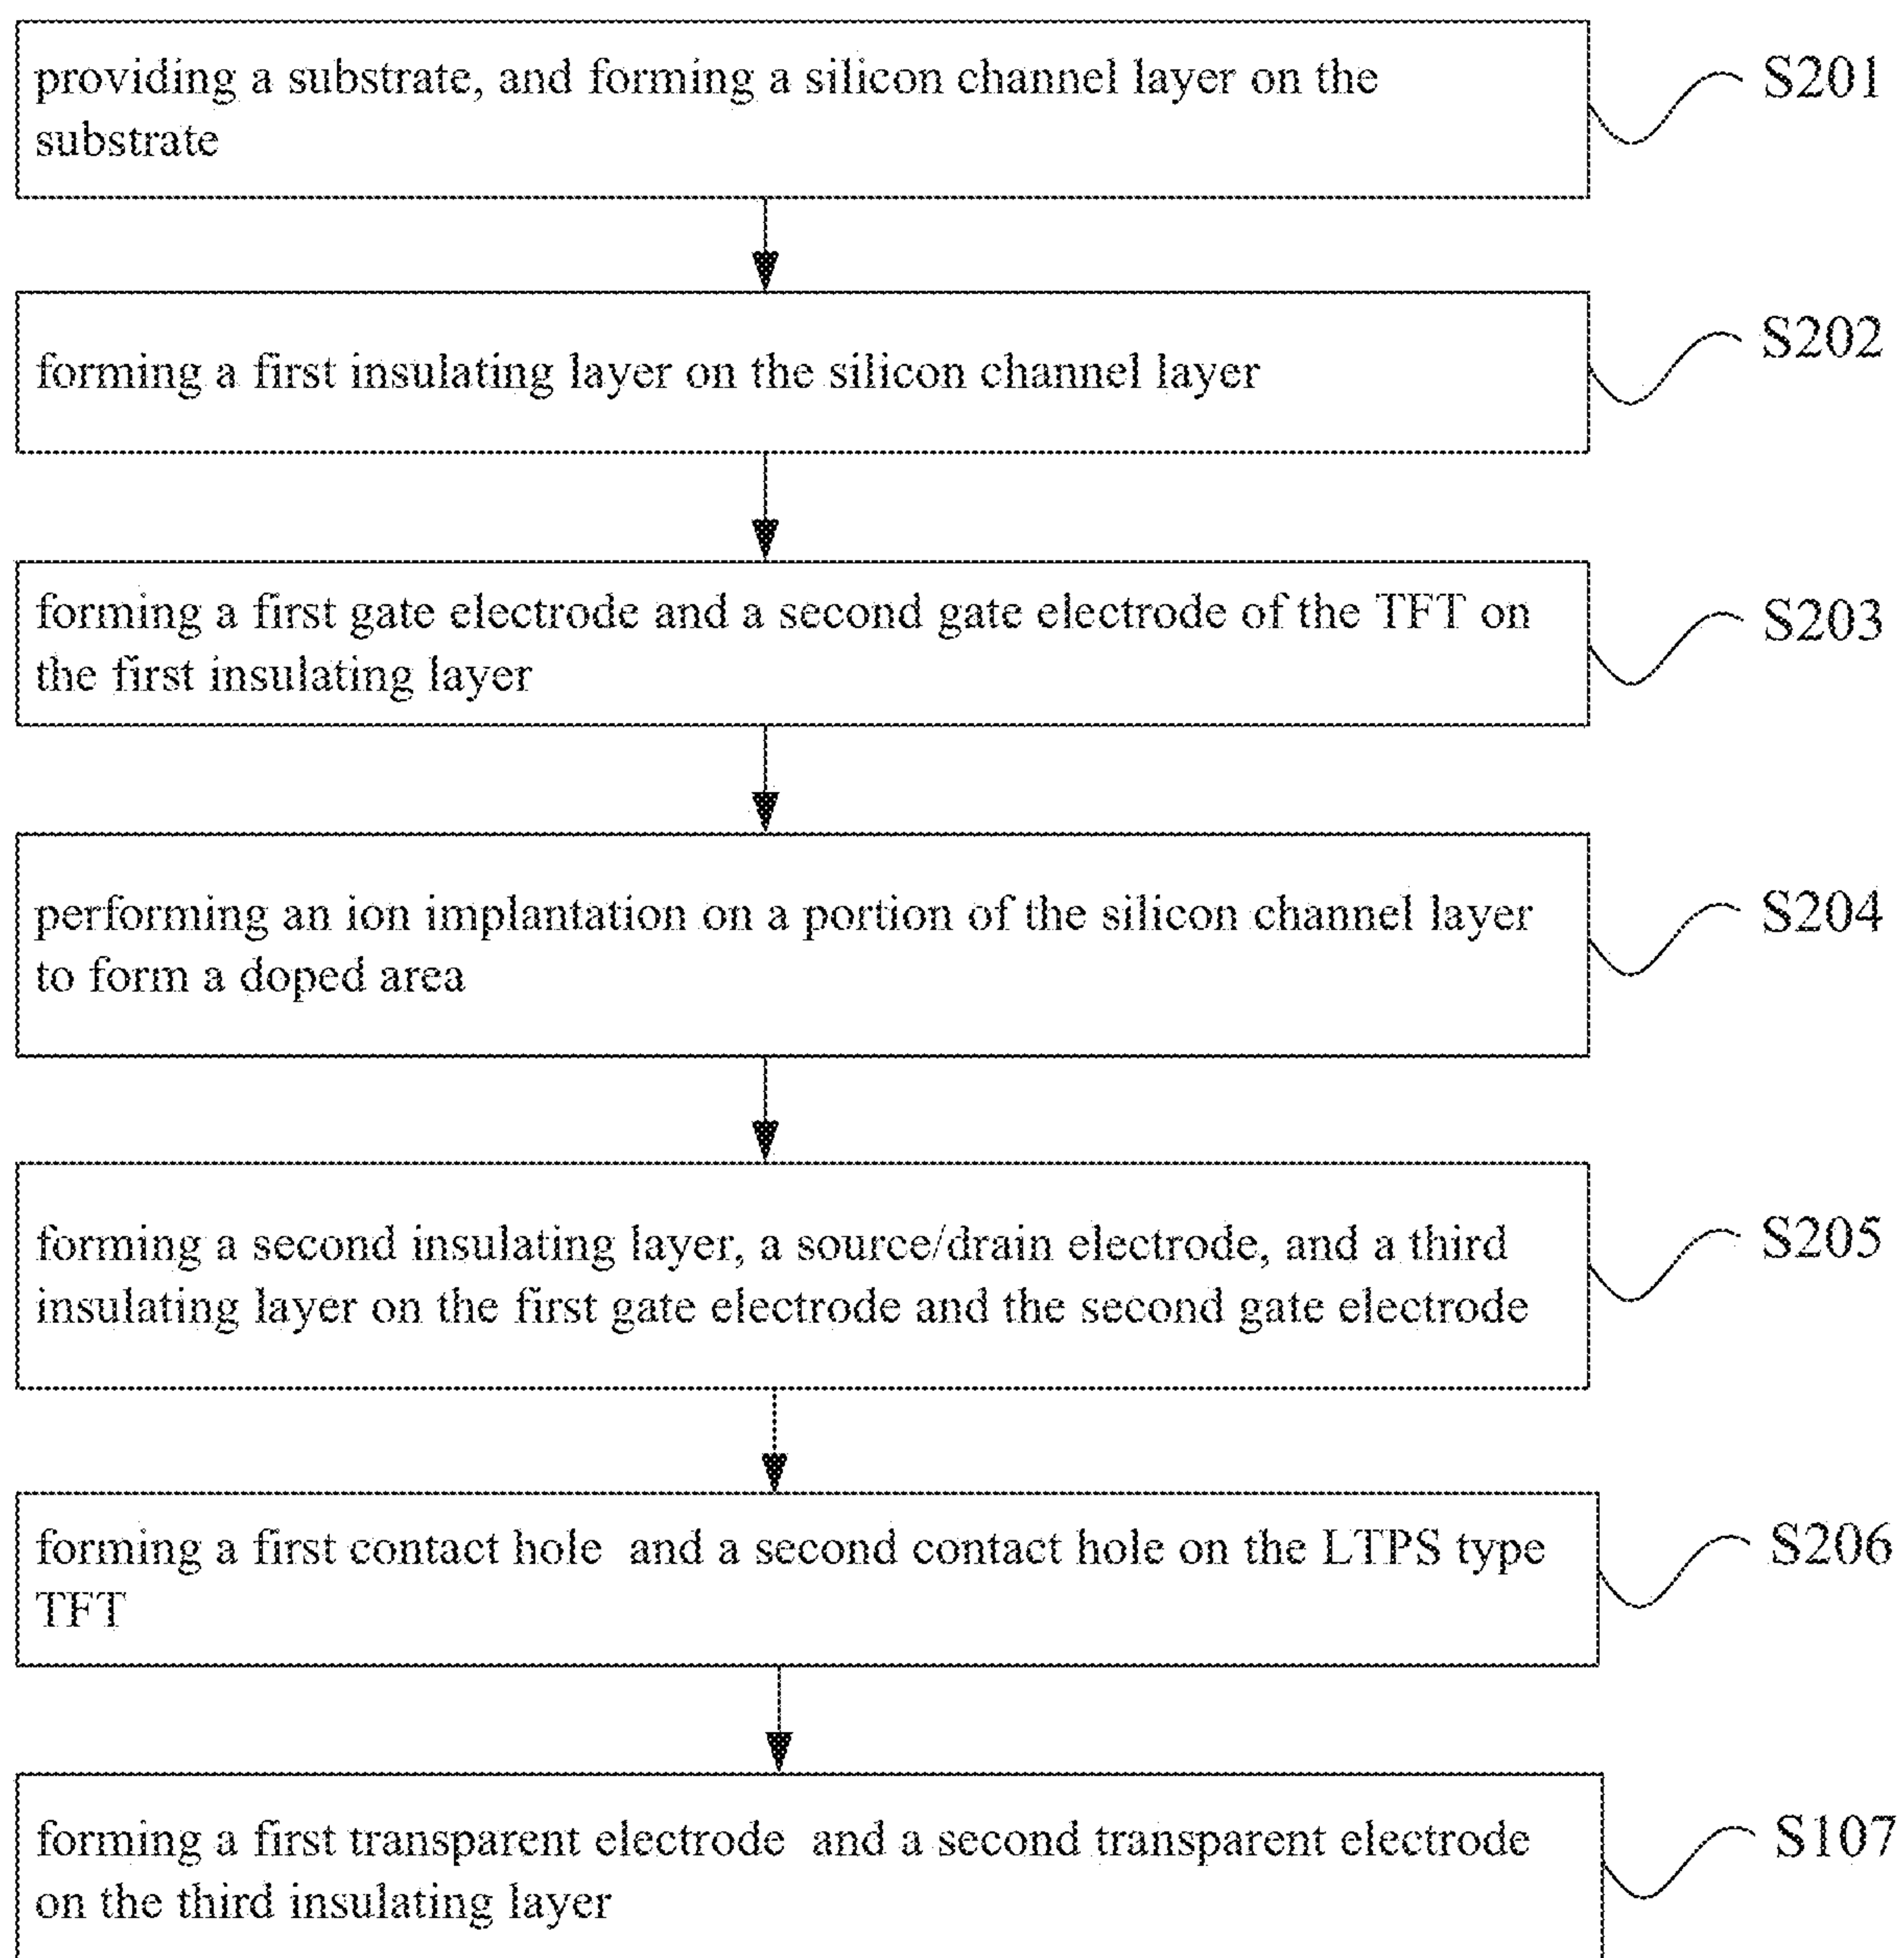 providing a substrate, and forming a silicon channel layer on the
substrate
S201
forming a first insulating layer on the silicon channel layer
S202
forming a first gate electrode and a second gate electrode of the TFT on
the first insulating layer
S203
performing an ion implantation on a portion of the silicon channel layer
to form a doped area
S204
forming a second insulating layer, a source/drain electrode, and a third
insulating layer on the first gate electrode and the second gate electrode
S205
forming a first contact hole and a second contact hole on the LTPS type
TFT
S206
forming a first transparent electrode and a second transparent electrode
on the third insulating layer
S107